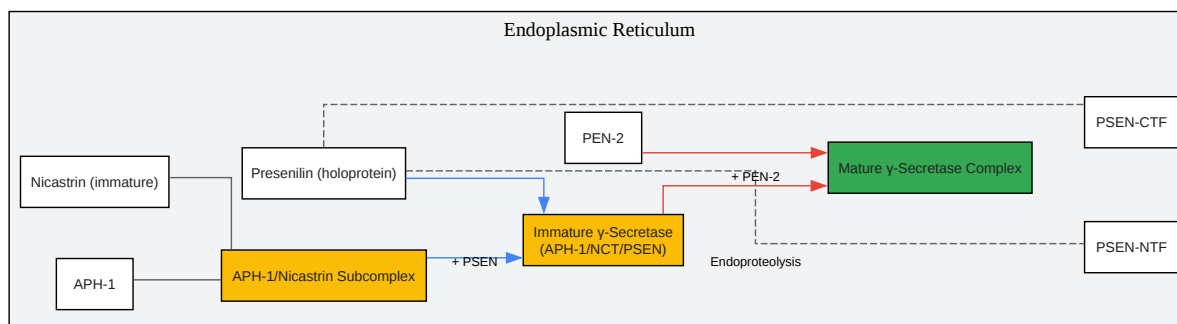 Endoplasmic Reticulum
PSEN-CTF
PEN-2
Presenilin (holoprotein)
Mature γ-Secretase Complex
Nicastrin (immature)
+ PEN-2
Immature γ-Secretase
(APH-1/NCT/PSEN)
PSEN-NTF
+ PSEN
Endoproteolysis
APH-1/Nicastrin Subcomplex
APH-1